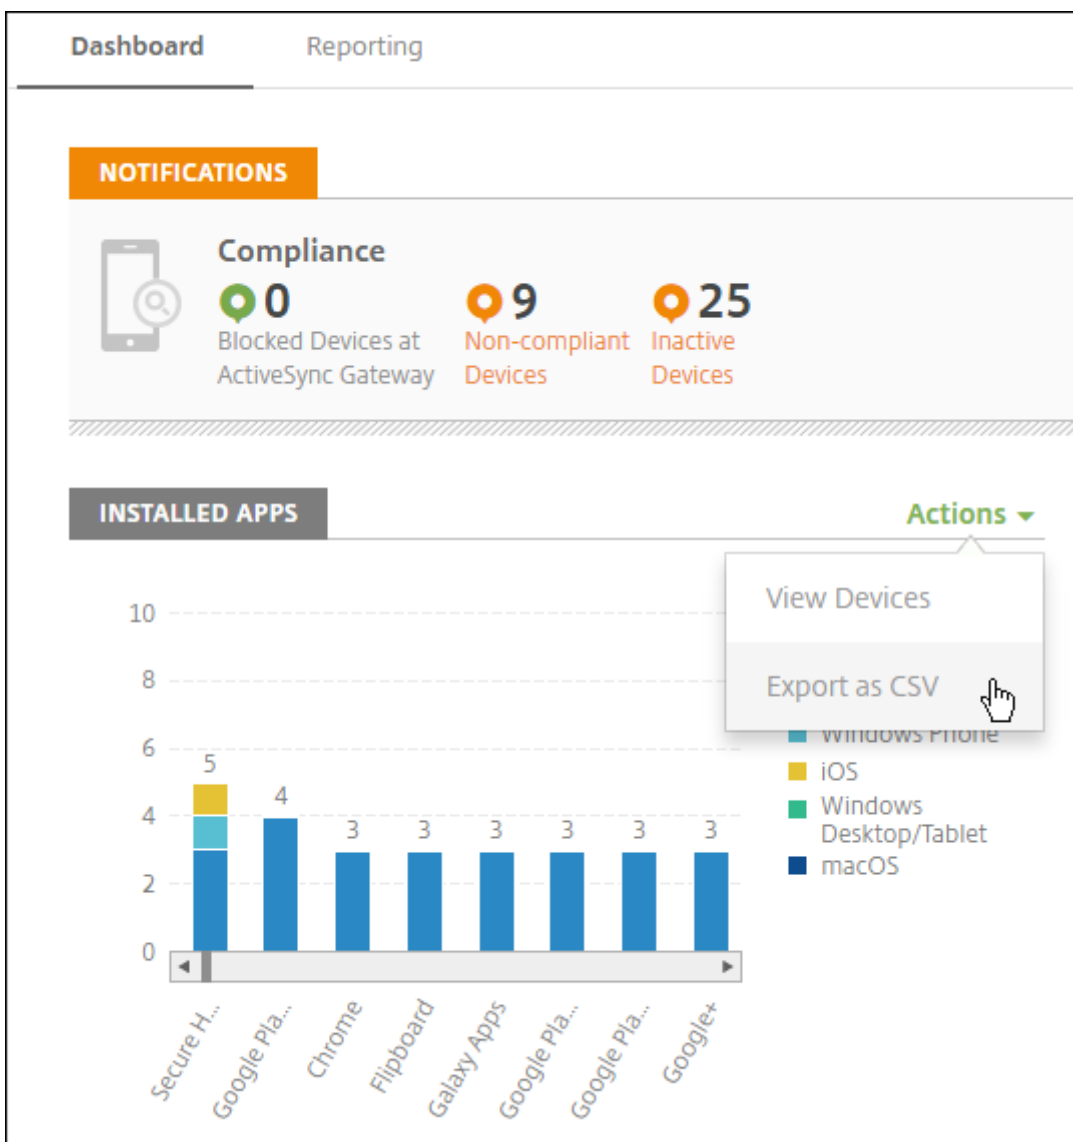 Dashboard Reporting
NOTIFICATIONS
Compliance
0 9 25
Blocked Devices at Non-compliant Inactive
ActiveSync Gateway Devices Devices
INSTALLED APPS Actions
View Devices
Export as CSV
10
8
6
4
2
0
5
4
3
3
3
3
3
3
Windows Phone
iOS
Windows
Desktop/Tablet
macOS
Secure H...
Google Pla...
Chrome
Flipboard
Galaxy Apps
Google Pla...
Google Pla...
Google+